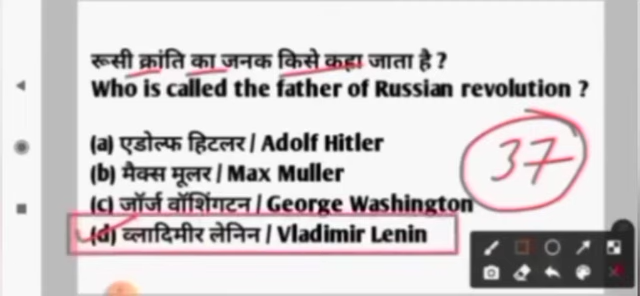 रूसी क्रांति का जनक किसे कहा जाता है ?
Who is called the father of Russian revolution ?
(a) एडोल्फ हिटलर / Adolf Hitler
(b) मैक्स मूलर / Max Muller
(c) जॉर्ज वॉशिंगटन / George Washington
(d) व्लादिमीर लेनिन / Vladimir Lenin
37